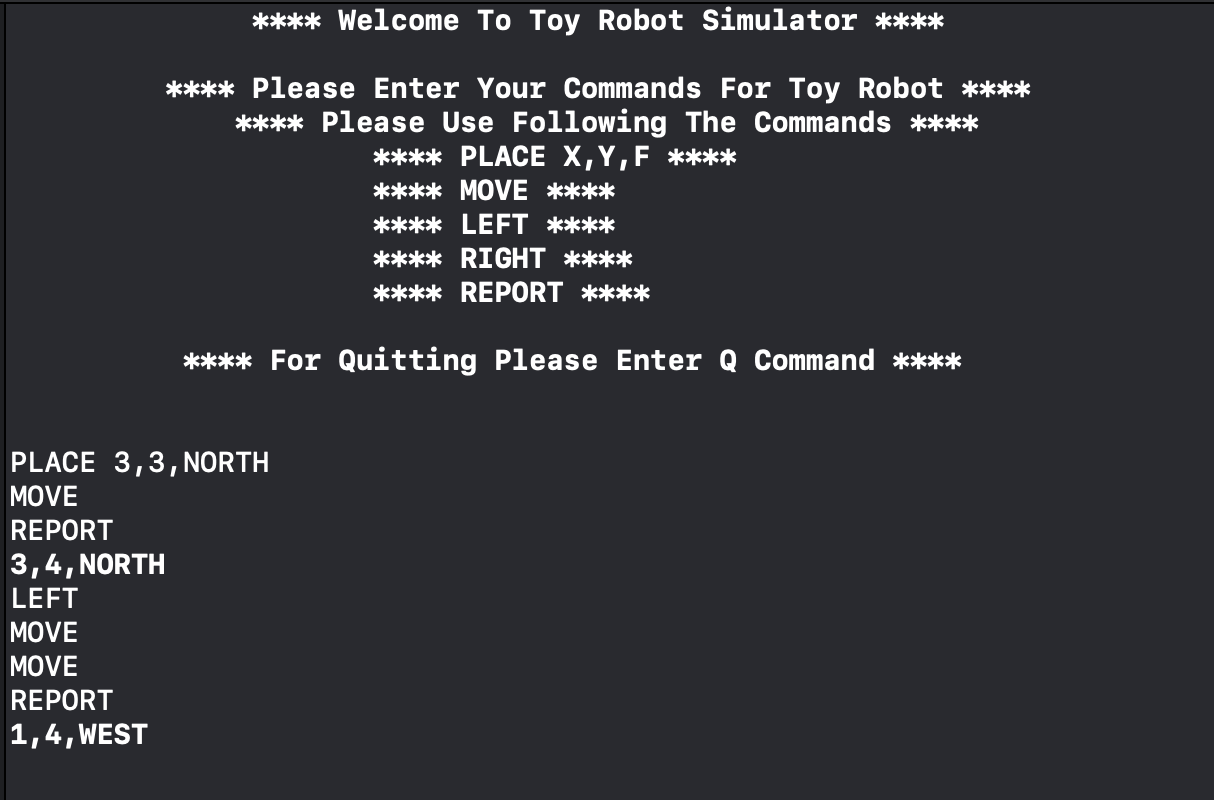 **** Welcome To Toy Robot Simulator ****
**** Please Enter Your Commands For Toy Robot ****
**** Please Use Following The Commands ****
**** PLACE X,Y,F ****
**** MOVE ****
**** LEFT ****
**** RIGHT ****
**** REPORT ****
**** For Quitting Please Enter Q Command ****
PLACE 3,3,NORTH
MOVE
REPORT
3,4,NORTH
LEFT
MOVE
MOVE
REPORT
1,4,WEST